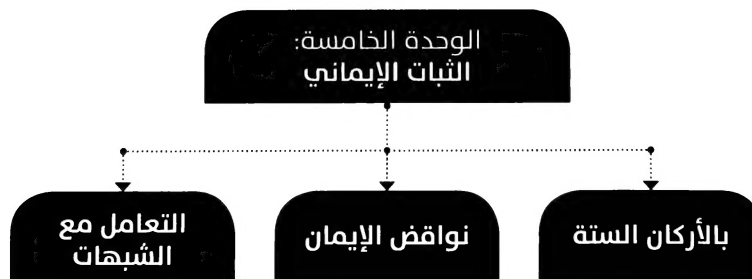 الوحدة الخامسة:
الثبات الإيماني
بالأركان الستة
نواقض الإيمان
التعامل مع
الشبهات